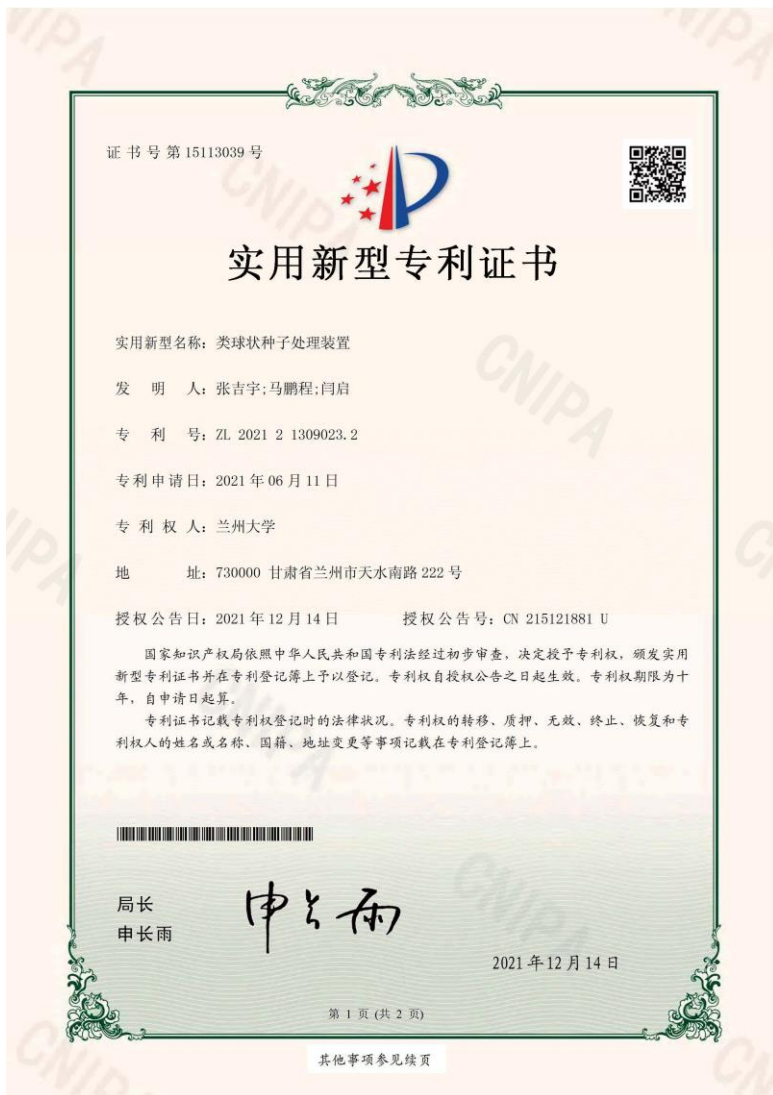 证书号第15113039号
实用新型专利证书
实用新型名称：类球状种子处理装置
发 明 人：张吉宇;马鹏程;闫启
专 利 号：ZL 2021 2 1309023.2
专利申请日：2021年06月11日
专 利 权 人：兰州大学
地 址：730000 甘肃省兰州市天水南路222号
授权公告日：2021年12月14日 授权公告号：CN 215121881 U
国家知识产权局依照中华人民共和国专利法经过初步审查，决定授予专利权，颁发实用
新型专利证书并在专利登记簿上予以登记。专利权自授权公告之日起生效。专利权期限为十
年，自申请日起算。
专利证书记载专利权登记时的法律状况。专利权的转移、质押、无效、终止、恢复和专
利权人的姓名或名称、国籍、地址变更等事项记载在专利登记簿上。
局长
申长雨
申长雨
2021年12月14日
第 1 页 (共 2 页)
其他事项参见续页
CNIPA
CNIPA
CNIPA
CNIPA
CNIPA